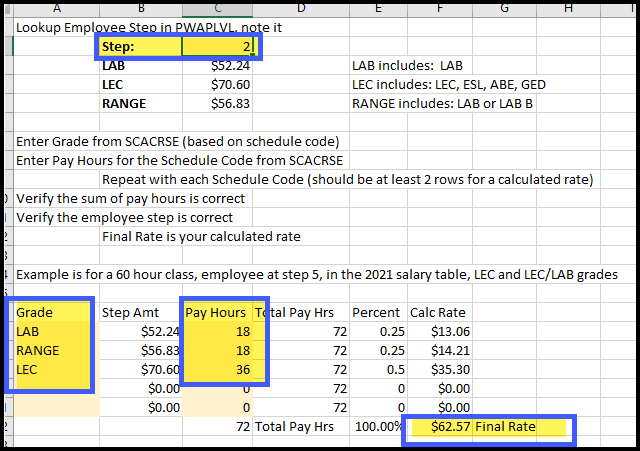 A B C D E F G H
Lookup Employee Step in PWAPLVL, note it
Step: 2
LAB $52.24 LAB includes: LAB
LEC $70.60 LEC includes: LEC, ESL, ABE, GED
RANGE $56.83 RANGE includes: LAB or LAB B
Enter Grade from SCACRSE (based on schedule code)
Enter Pay Hours for the Schedule Code from SCACRSE
Repeat with each Schedule Code (should be at least 2 rows for a calculated rate)
Verify the sum of pay hours is correct
Verify the employee step is correct
Final Rate is your calculated rate
Example is for a 60 hour class, employee at step 5, in the 2021 salary table, LEC and LEC/LAB grades
Grade Step Amt Pay Hours Total Pay Hrs Percent Calc Rate
LAB $52.24 18 72 0.25 $13.06
RANGE $56.83 18 72 0.25 $14.21
LEC $70.60 36 72 0.5 $35.30
$0.00 0 72 0 $0.00
$0.00 0 72 0 $0.00
72 Total Pay Hrs 100.00% $62.57 Final Rate